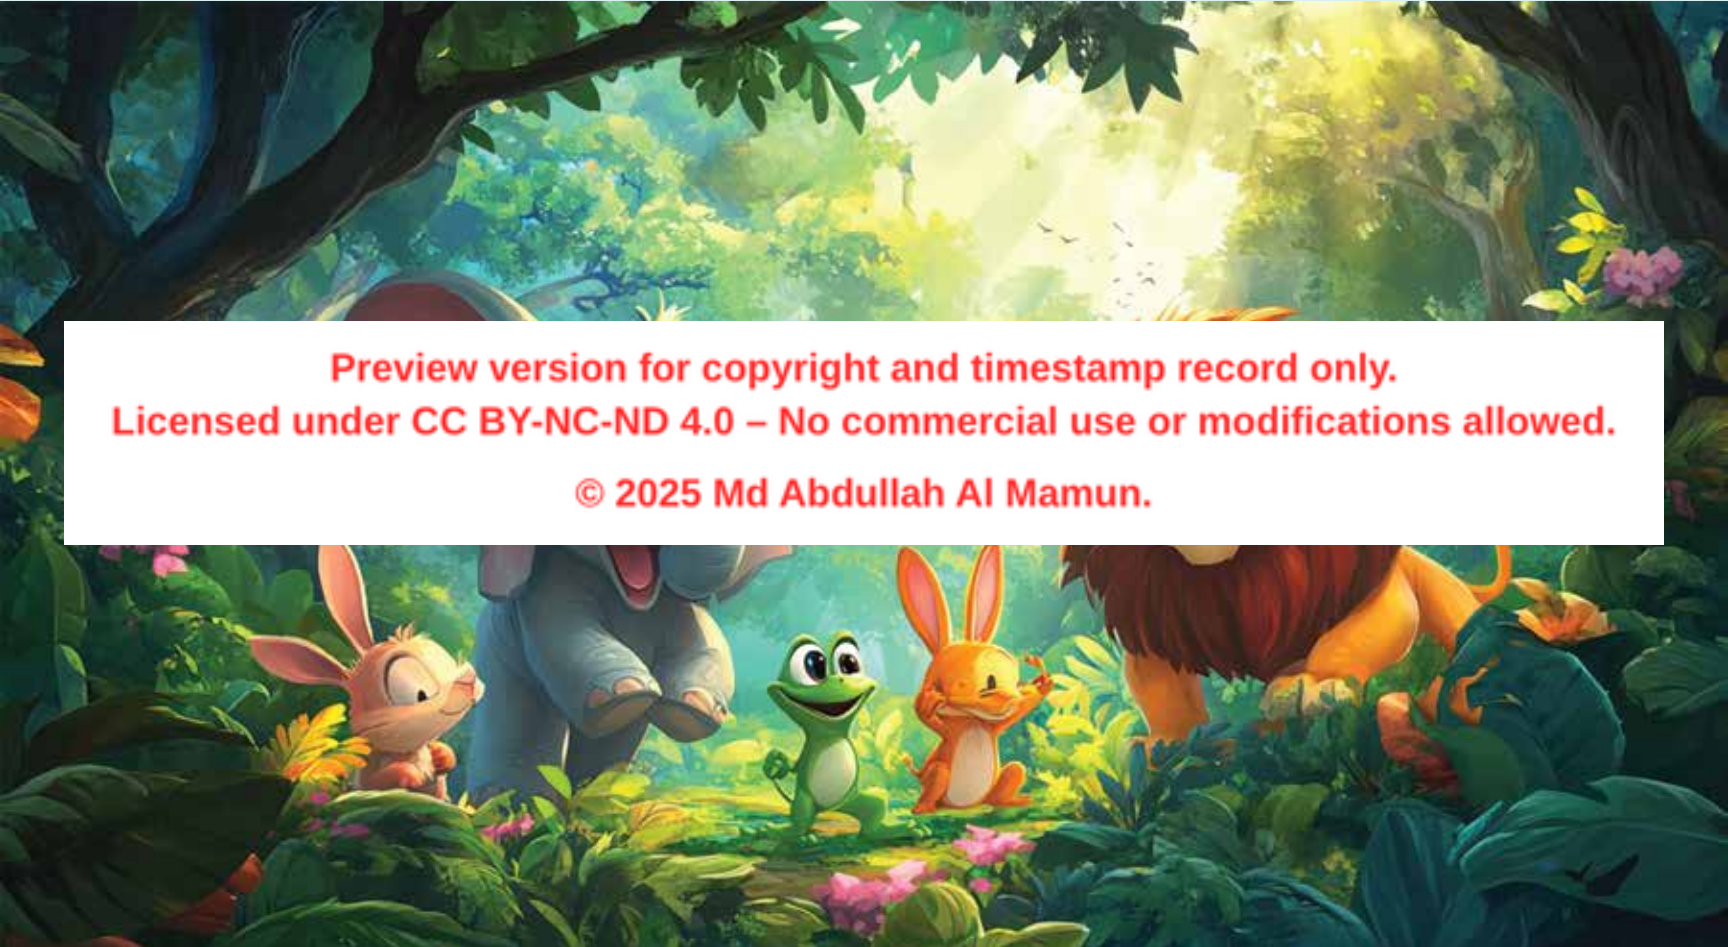 Preview version for copyright and timestamp record only.
Licensed under CC BY-NC-ND 4.0 – No commercial use or modifications allowed.
© 2025 Md Abdullah Al Mamun.